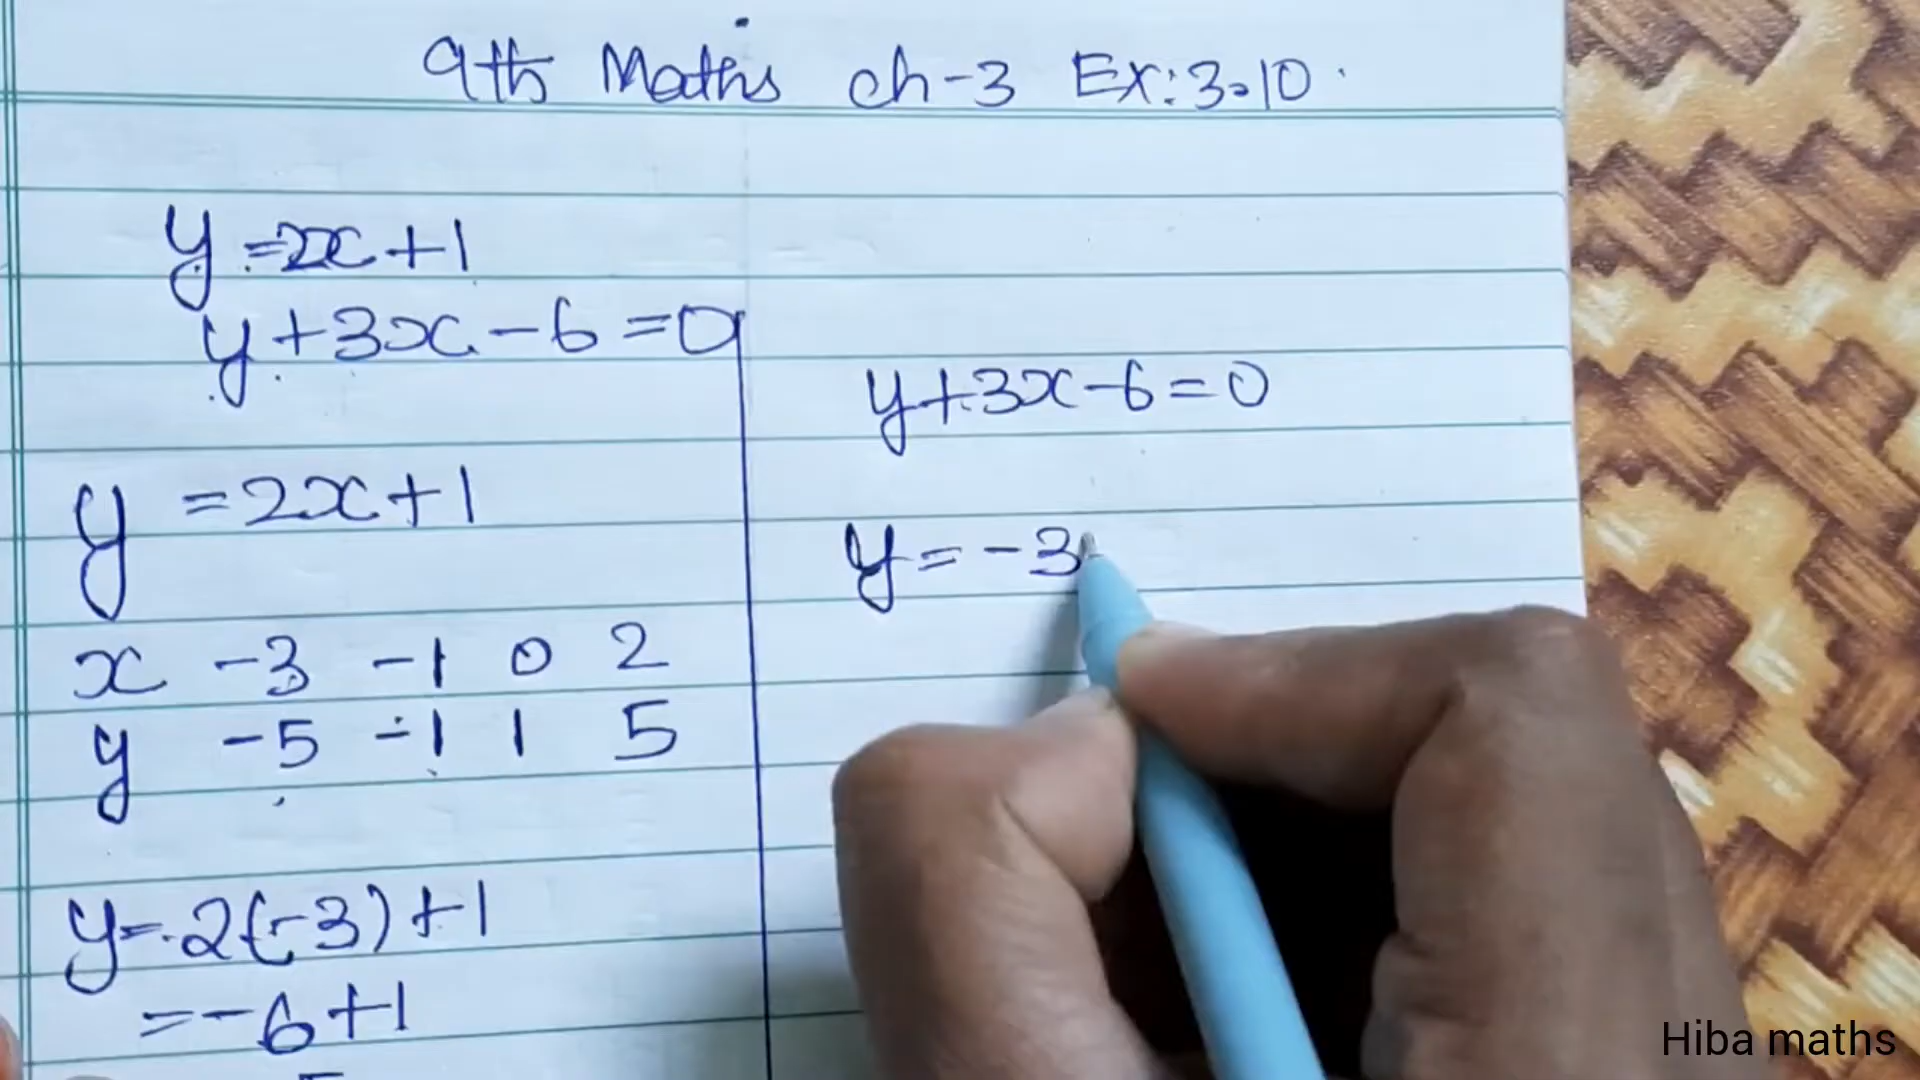 9th Maths ch-3 Ex:3.10.
y=2x+1
y+3x-6=0
y=2x+1
x -3 -1 0 2
y -5 -1 1 5
y=2(-3)+1
=-6+1
y+3x-6=0
y=-3
Hiba maths